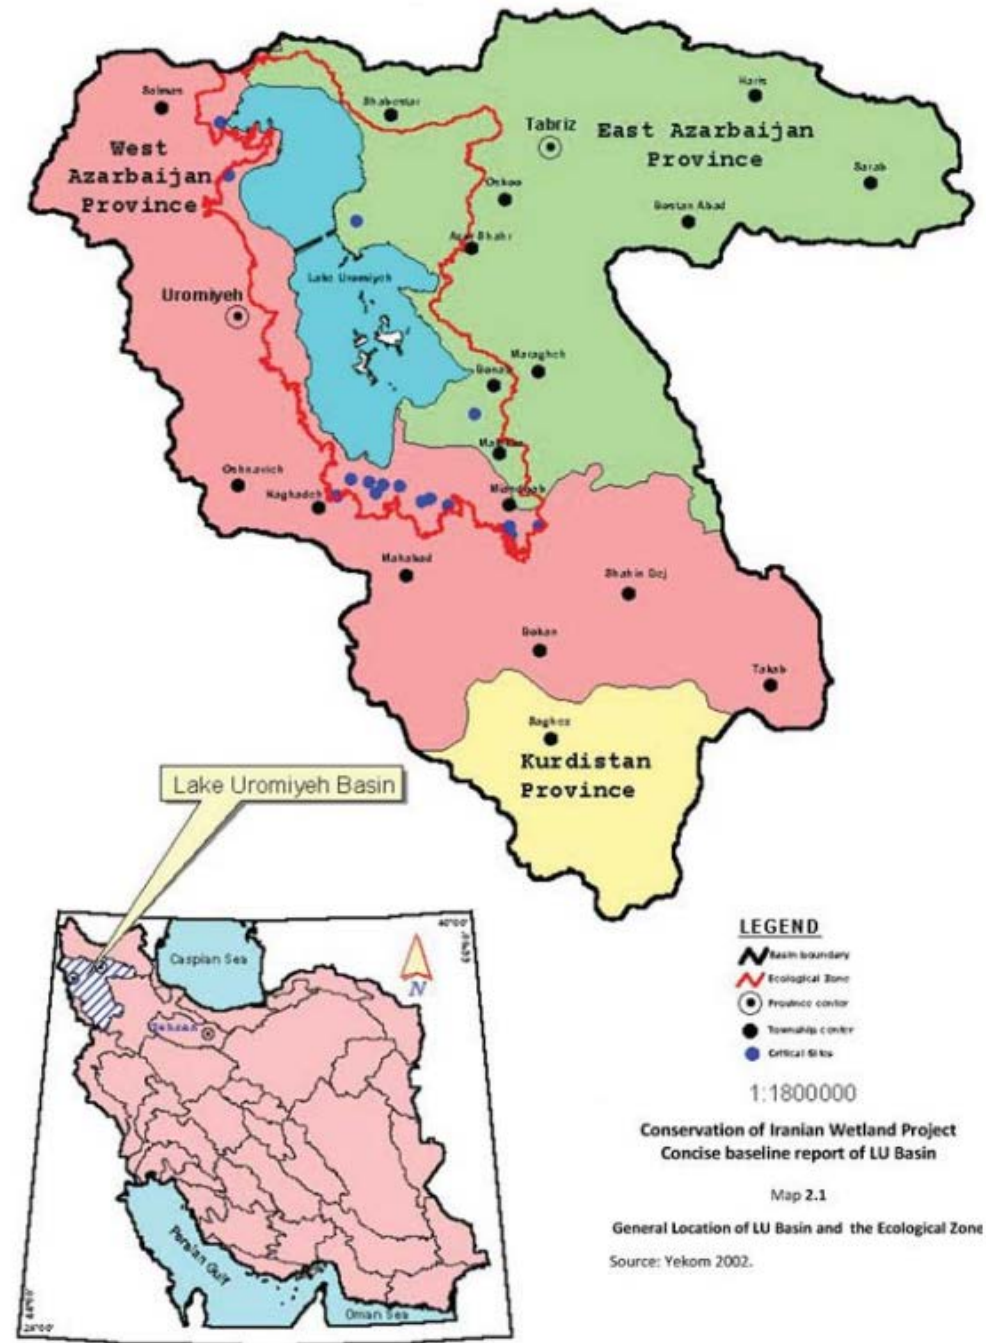 Salmas
Shabestar
Haris
Tabriz
East Azarbaijan
Province
West
Azarbaijan
Province
Sarab
Oskoo
Bostan Abad
Azar Shahr
Lake Uromiyeh
Uromiyeh
Maragheh
Bonab
Oshnavieh
Naghadeh
Miandoab
Mahabad
Shahin Dej
Bokan
Takab
Saghez
Kurdistan
Province
Lake Uromiyeh Basin
Caspian Sea
N
Tehran
Persian Gulf
Oman Sea
LEGEND
Basin boundary
Ecological Zone
Province center
Township center
Critical Sites
1:1800000
Conservation of Iranian Wetland Project
Concise baseline report of LU Basin
Map 2.1
General Location of LU Basin and the Ecological Zone
Source: Yekom 2002.